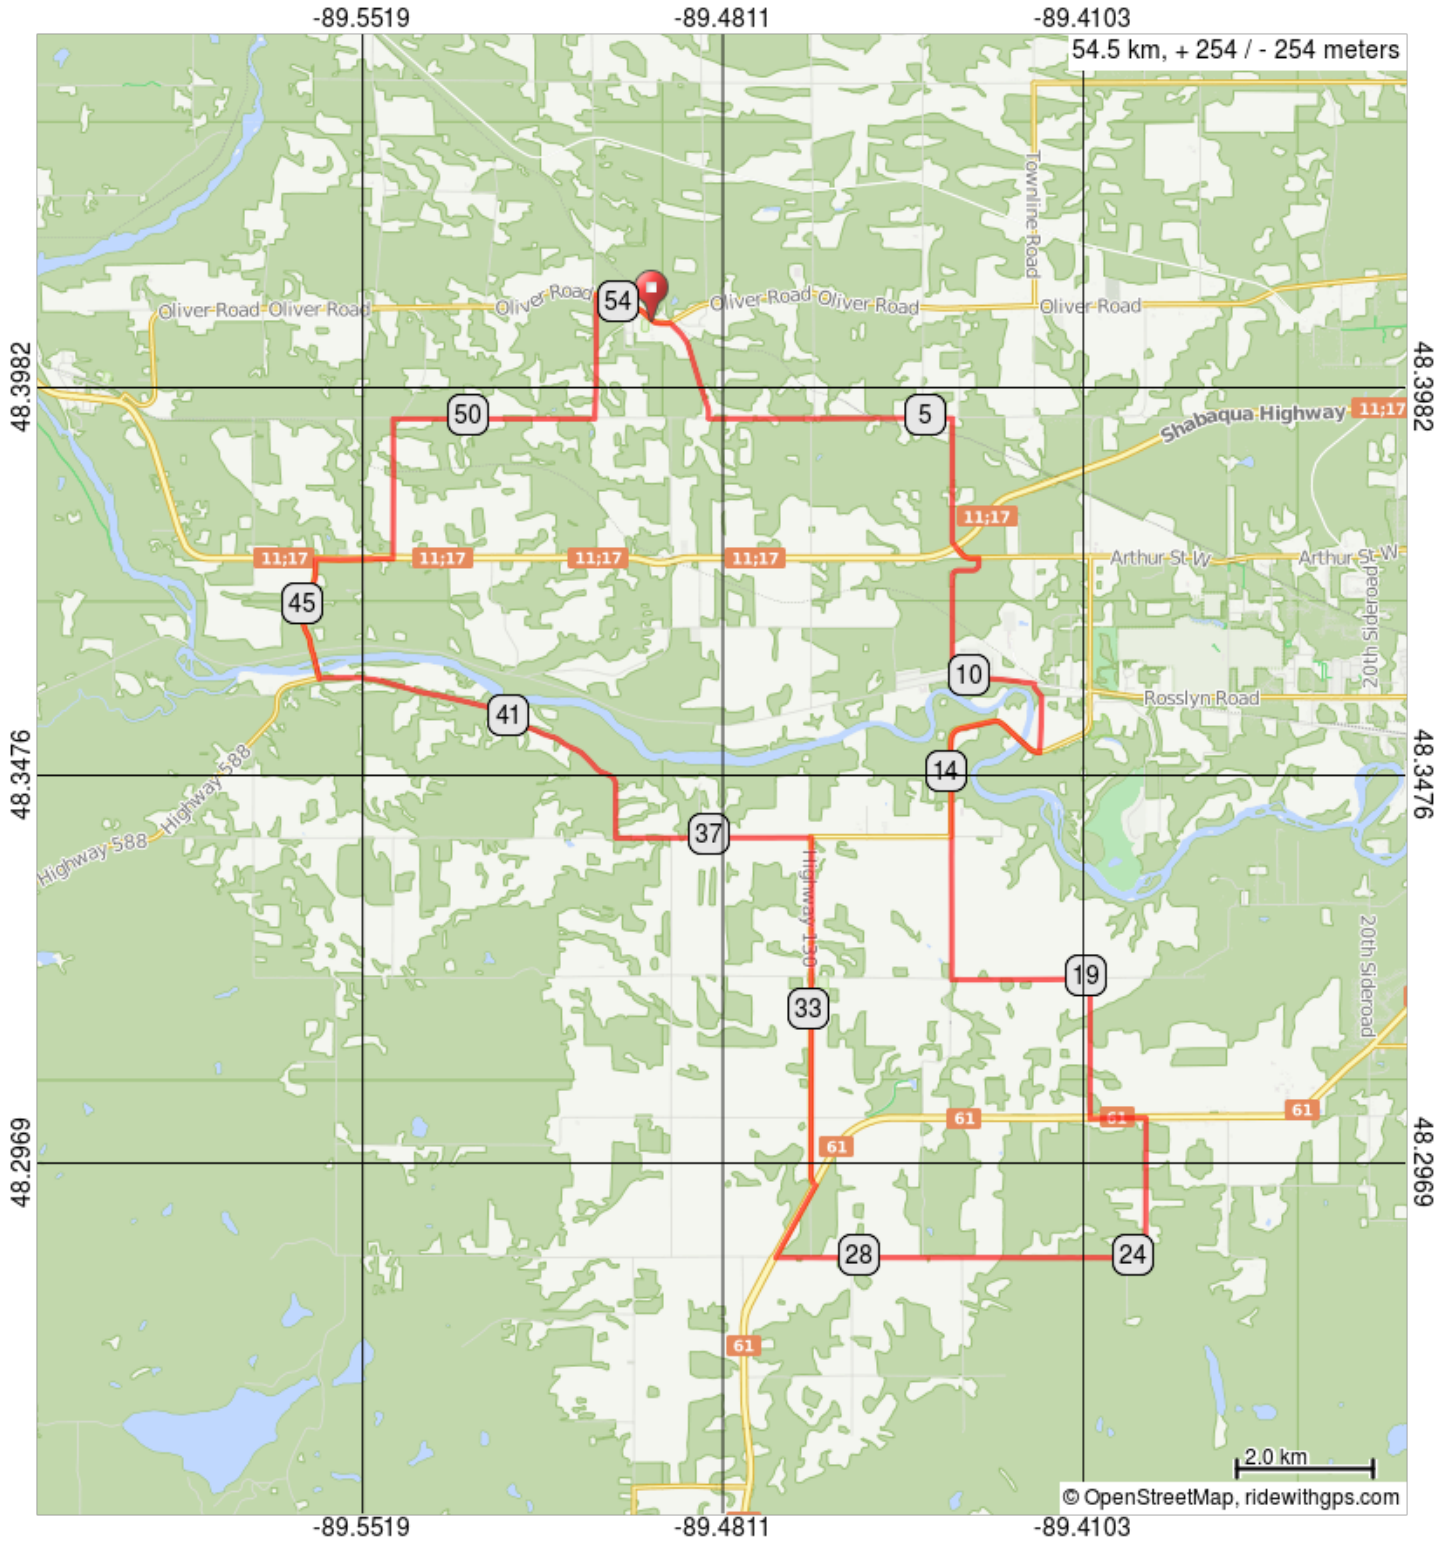 -89.5519 -89.4811 -89.4103
54.5 km, + 254 / - 254 meters
Townline Road
Oliver Road Oliver Road
Oliver Road
54
Oliver Road Oliver Road
Oliver Road
48.3982
48.3982
50
5
Shabaqua Highway
11;17
11;17
11;17
11;17
11;17
11;17
Arthur St W
Arthur St W
20th Sideroad
45
10
Rosslyn Road
41
Highway 588
14
48.3476
48.3476
37
Highway 588
Highway 130
20th Sideroad
19
33
61
61
61
61
48.2969
48.2969
28
24
61
2.0 km
© OpenStreetMap, ridewithgps.com
-89.5519 -89.4811 -89.4103